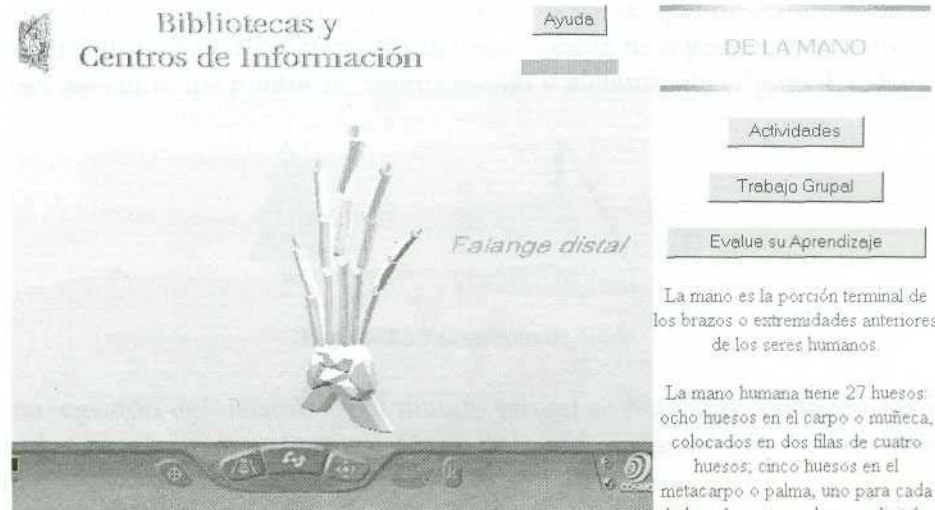 Bibliotecas y
Centros de Información
Ayuda
DE LA MANO
Actividades
Trabajo Grupal
Evalue su Aprendizaje
Falange distal
La mano es la porción terminal de
los brazos o extremidades anteriores
de los seres humanos.
La mano humana tiene 27 huesos:
ocho huesos en el carpo o muñeca,
colocados en dos filas de cuatro
huesos; cinco huesos en el
metacarpo o palma, uno para cada